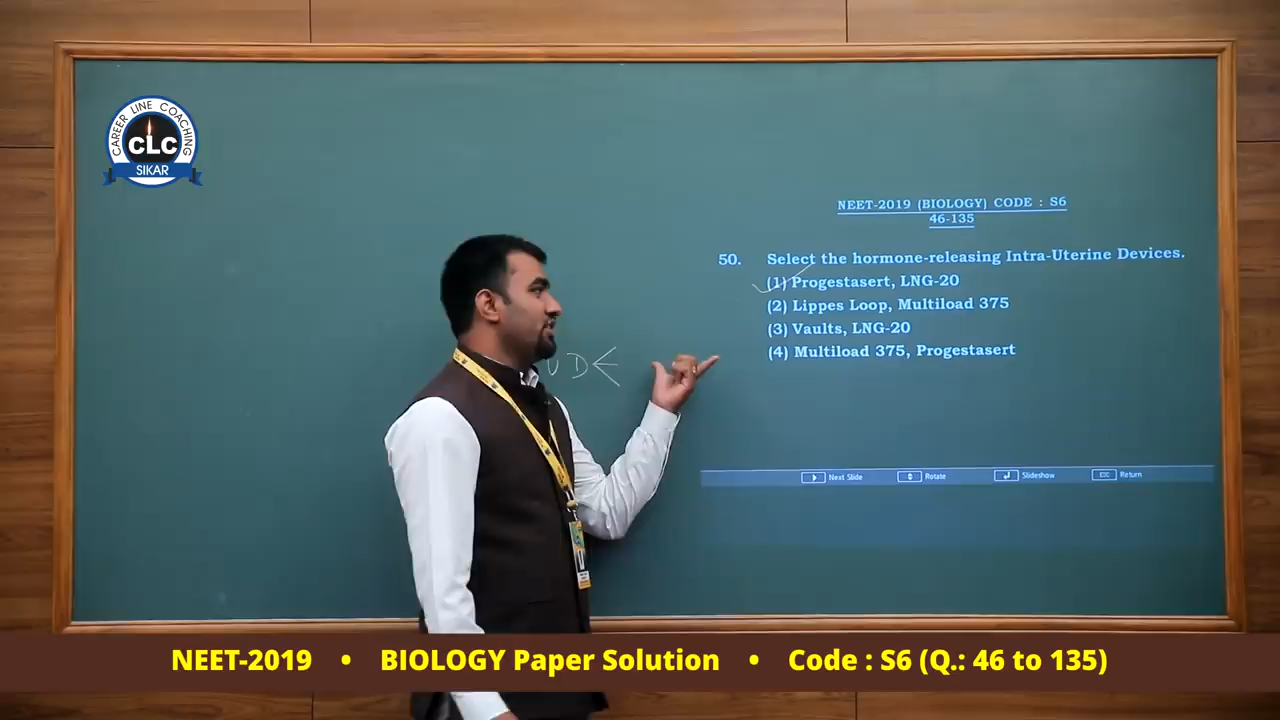 CAREER LINE COACHING
CLC
SIKAR
NEET-2019 (BIOLOGY) CODE : S6
46-135
50. Select the hormone-releasing Intra-Uterine Devices.
(1) Progestasert, LNG-20
(2) Lippes Loop, Multiload 375
(3) Vaults, LNG-20
(4) Multiload 375, Progestasert
U D <
Next Slide Rotate Slideshow Return
NEET-2019 • BIOLOGY Paper Solution • Code : S6 (Q.: 46 to 135)